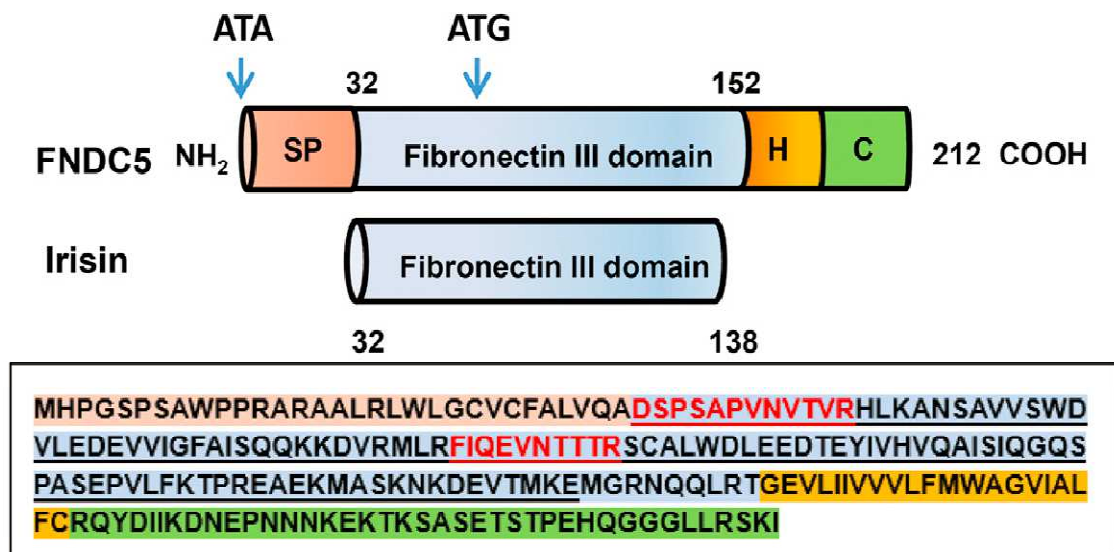 ATA ATG
32 152
FNDC5 NH2 SP Fibronectin III domain H C 212 COOH
Irisin Fibronectin III domain
32 138
MHPGSPSAWPPRARAALRLWLGCVCFALVQADSPSAPVNVTVRHLKANSAVVSWD
VLEDEVVIGFAISQQKKDVRMLRFIQEVNTTTRSCALWDLEEDTEYIVHVQAISIQGQS
PASEPVLFKTPREAEKMASKNKDEVTMKEMGRNQQLRTGEVLIIVVVLFMWAGVIAL
FCRQYDIIKDNEPNNNKEKTKSASETSTPEHQGGGLLRSKI